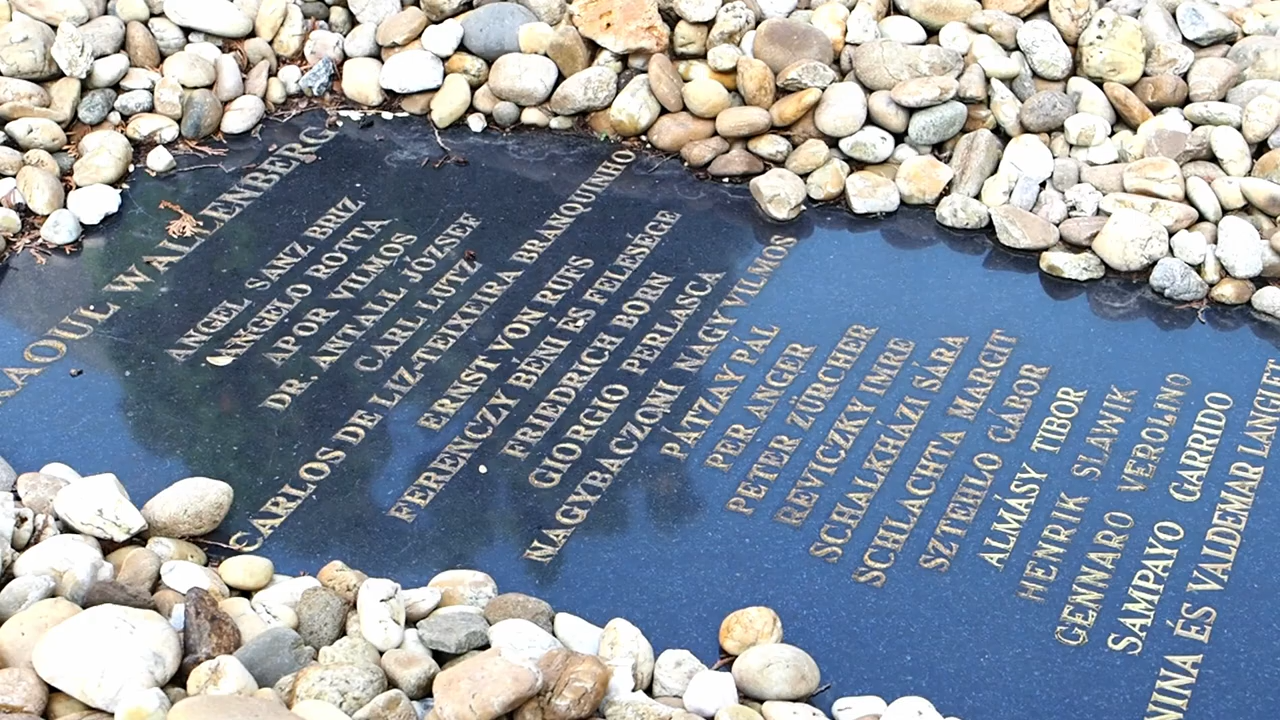 RAOUL WALLENBERG
ANGEL SANZ BRIZ
ANGELO ROTTA
APOR VILMOS
DR ANTALL JÓZSEF
CARL LUTZ
CARLOS DE LIZ-TEIXEIRA BRANQUINHO
ERNST VON RUFS
FERENCZY BÉNI ÉS FELESÉGE
FRIEDRICH BORN
GIORGIO PERLASCA
NAGYBACZONI NAGY VILMOS
PÁTZAY PÁL
PER ANGER
PETER ZÜRCHER
REVICZKY IMRE
SCHALKHÁZI SÁRA
SCHLACHTA MARGIT
SZTEHLO GÁBOR
ALMÁSY TIBOR
HENRIK SLAWIK
GENNARO VEROLINO
SAMPAYO GARRIDO
NINA ÉS VALDEMAR LANGLET